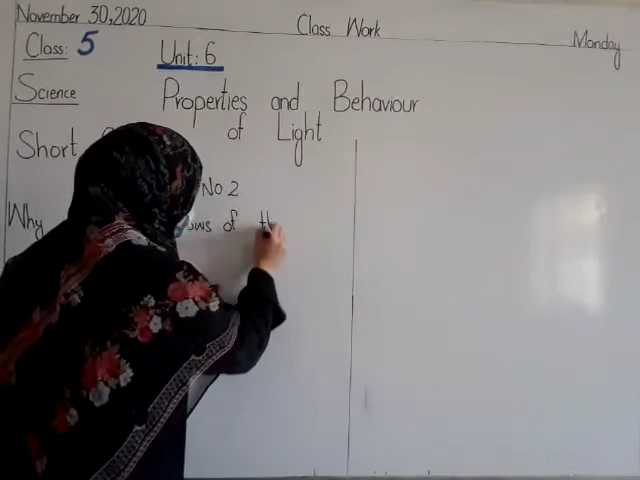 November 30,2020
Class Work
Monday
Class: 5
Unit: 6
Science
Properties and Behaviour
of Light
Short
No 2
Why
of